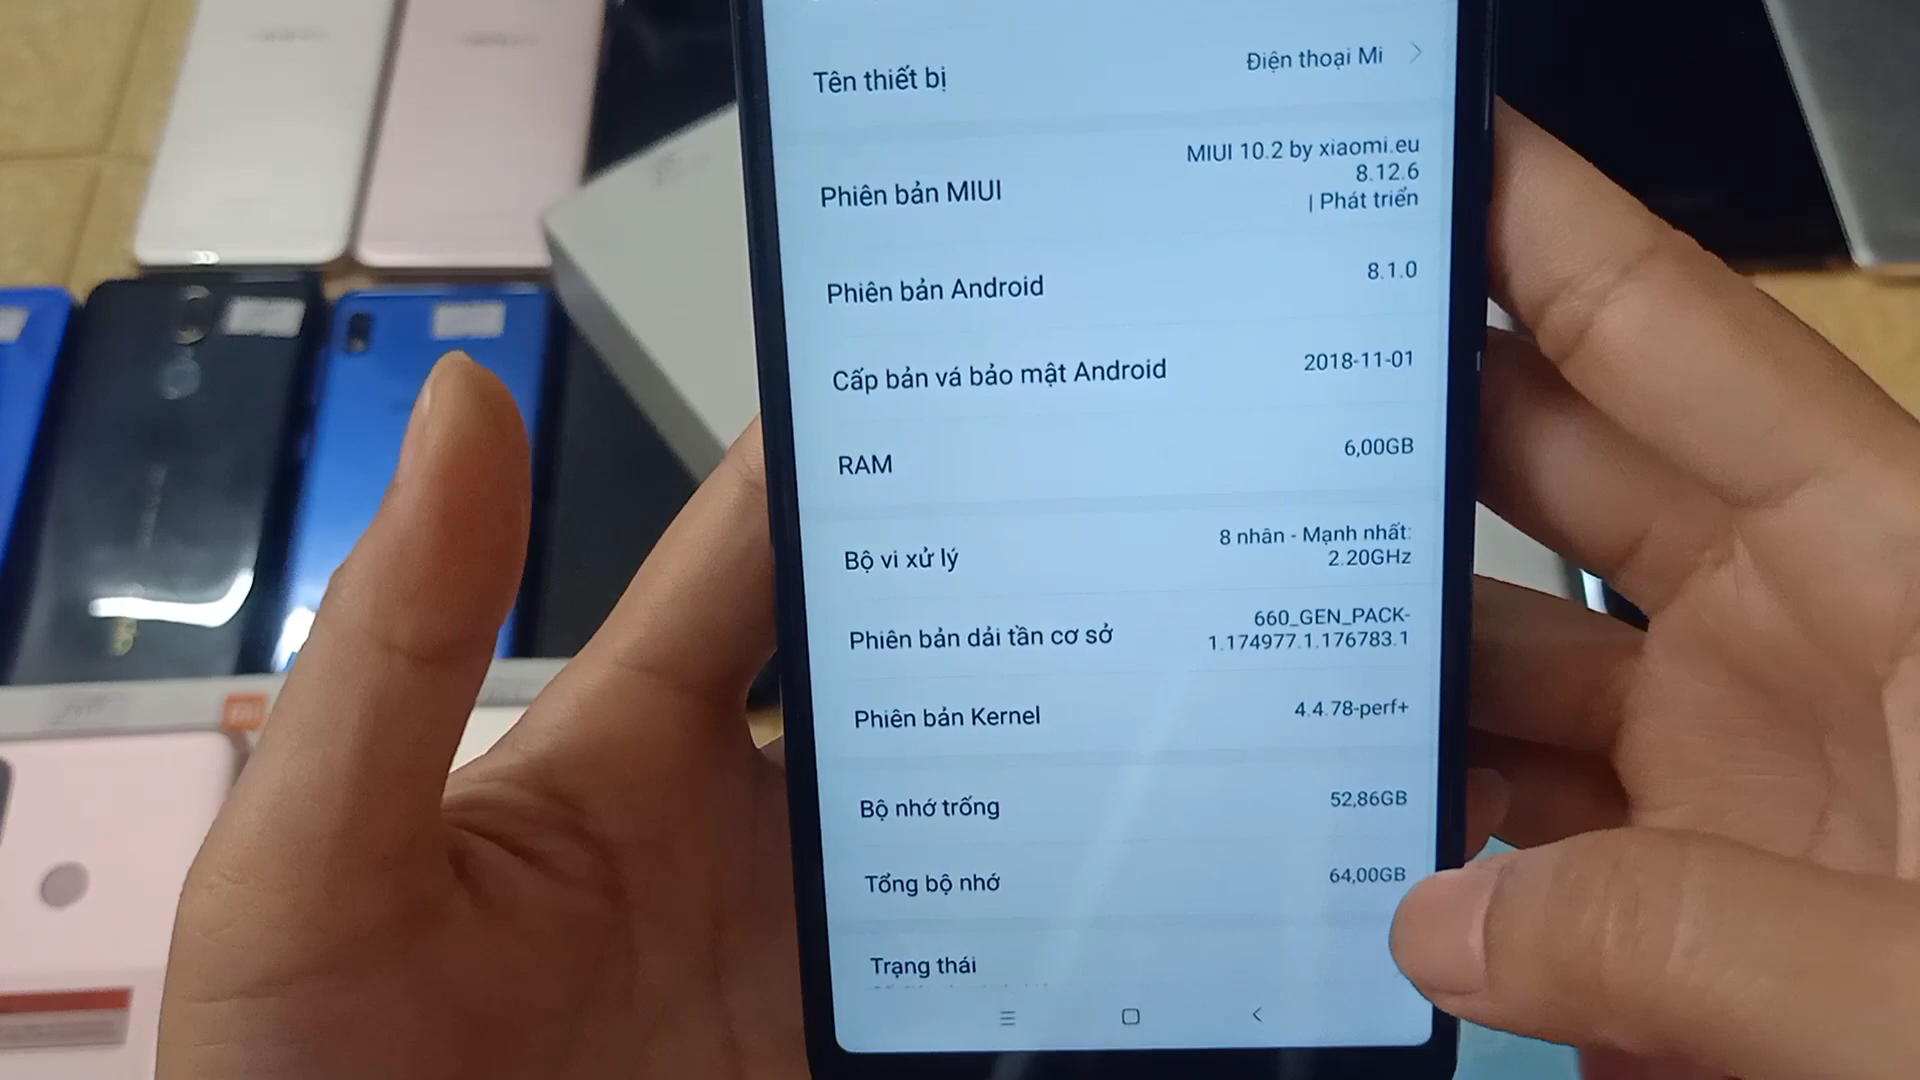 Tên thiết bị
Điện thoại Mi
Phiên bản MIUI
MIUI 10.2 by xiaomi.eu
8.12.6
| Phát triển
Phiên bản Android
8.1.0
Cấp bản vá bảo mật Android
2018-11-01
RAM
6,00GB
Bộ vi xử lý
8 nhân - Mạnh nhất:
2.20GHz
Phiên bản dải tần cơ sở
660_GEN_PACK-
1.174977.1.176783.1
Phiên bản Kernel
4.4.78-perf+
Bộ nhớ trống
52,86GB
Tổng bộ nhớ
64,00GB
Trạng thái